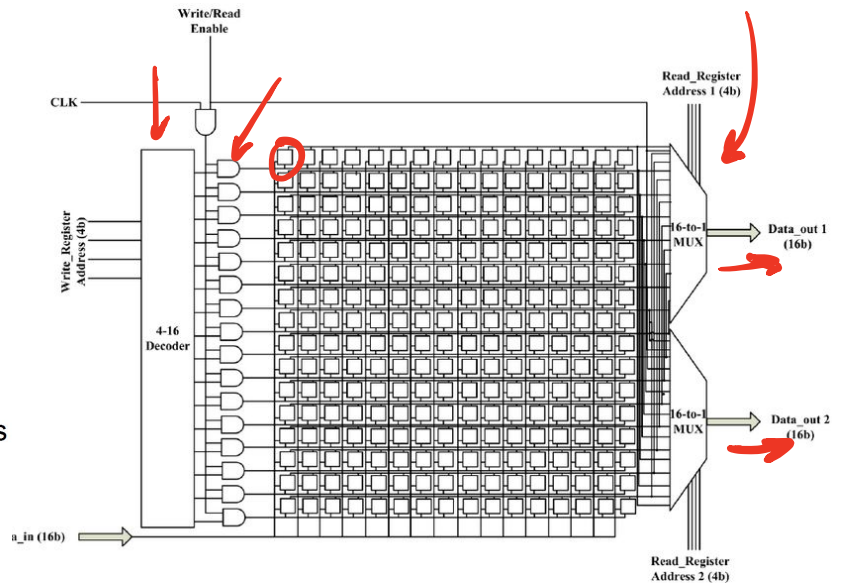 Write/Read
Enable
CLK
Read_Register
Address 1 (4b)
Write_Register
Address (4b)
16-to-1
MUX
Data_out 1
(16b)
4-16
Decoder
16-to-1
MUX
Data_out 2
(16b)
s
a_in (16b)
Read_Register
Address 2 (4b)